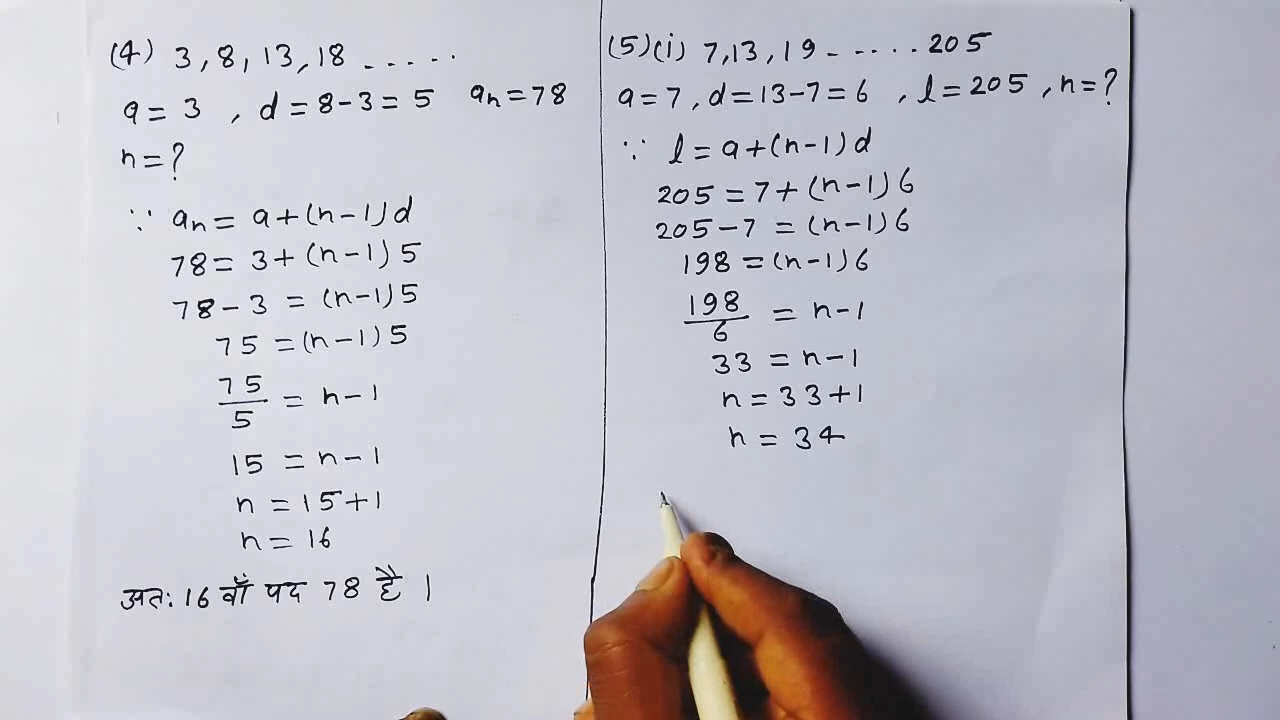 (4) 3, 8, 13, 18 - - - - -
a = 3 , d = 8 - 3 = 5 aₙ = 78
n = ?
∵ aₙ = a + (n - 1) d
78 = 3 + (n - 1) 5
78 - 3 = (n - 1) 5
75 = (n - 1) 5
75/5 = n - 1
15 = n - 1
n = 15 + 1
n = 16
अतः 16 वाँ पद 78 है ।
(5) (i) 7, 13, 19 - - - - - 205
a = 7 , d = 13 - 7 = 6 , l = 205 , n = ?
∵ l = a + (n - 1) d
205 = 7 + (n - 1) 6
205 - 7 = (n - 1) 6
198 = (n - 1) 6
198/6 = n - 1
33 = n - 1
n = 33 + 1
n = 34